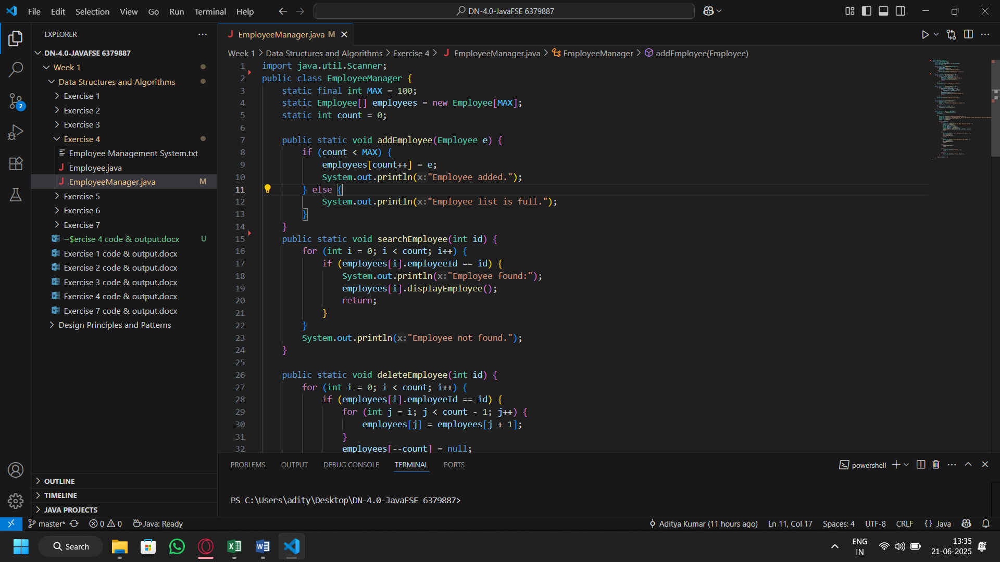 File Edit Selection View Go Run Terminal Help
DN-4.0-JavaFSE 6379887
EXPLORER
DN-4.0-JAVAFSE 6379887
Week 1
Data Structures and Algorithms
Exercise 1
Exercise 2
Exercise 3
Exercise 4
Employee Management System.txt
Employee.java
EmployeeManager.java M
Exercise 5
Exercise 6
Exercise 7
~$ercise 4 code & output.docx U
Exercise 1 code & output.docx
Exercise 2 code & output.docx
Exercise 3 code & output.docx
Exercise 4 code & output.docx
Exercise 7 code & output.docx
Design Principles and Patterns
OUTLINE
TIMELINE
JAVA PROJECTS
2
EmployeeManager.java M
Week 1 > Data Structures and Algorithms > Exercise 4 > EmployeeManager.java > EmployeeManager > addEmployee(Employee)
1 import java.util.Scanner;
2 public class EmployeeManager {
3 static final int MAX = 100;
4 static Employee[] employees = new Employee[MAX];
5 static int count = 0;
6
7 public static void addEmployee(Employee e) {
8 if (count < MAX) {
9 employees[count++] = e;
10 System.out.println(x:"Employee added.");
11 } else {
12 System.out.println(x:"Employee list is full.");
13 }
14 }
15 public static void searchEmployee(int id) {
16 for (int i = 0; i < count; i++) {
17 if (employees[i].employeeId == id) {
18 System.out.println(x:"Employee found:");
19 employees[i].displayEmployee();
20 return;
21 }
22 }
23 System.out.println(x:"Employee not found.");
24 }
25
26 public static void deleteEmployee(int id) {
27 for (int i = 0; i < count; i++) {
28 if (employees[i].employeeId == id) {
29 for (int j = i; j < count - 1; j++) {
30 employees[j] = employees[j + 1];
31 }
32 employees[--count] = null;
PROBLEMS OUTPUT DEBUG CONSOLE TERMINAL PORTS
powershell
PS C:\Users\adity\Desktop\DN-4.0-JavaFSE 6379887>
master* 0 0 Java: Ready
Aditya Kumar (11 hours ago) Ln 11, Col 17 Spaces: 4 UTF-8 CRLF {} Java
Search
ENG
IN
13:35
21-06-2025